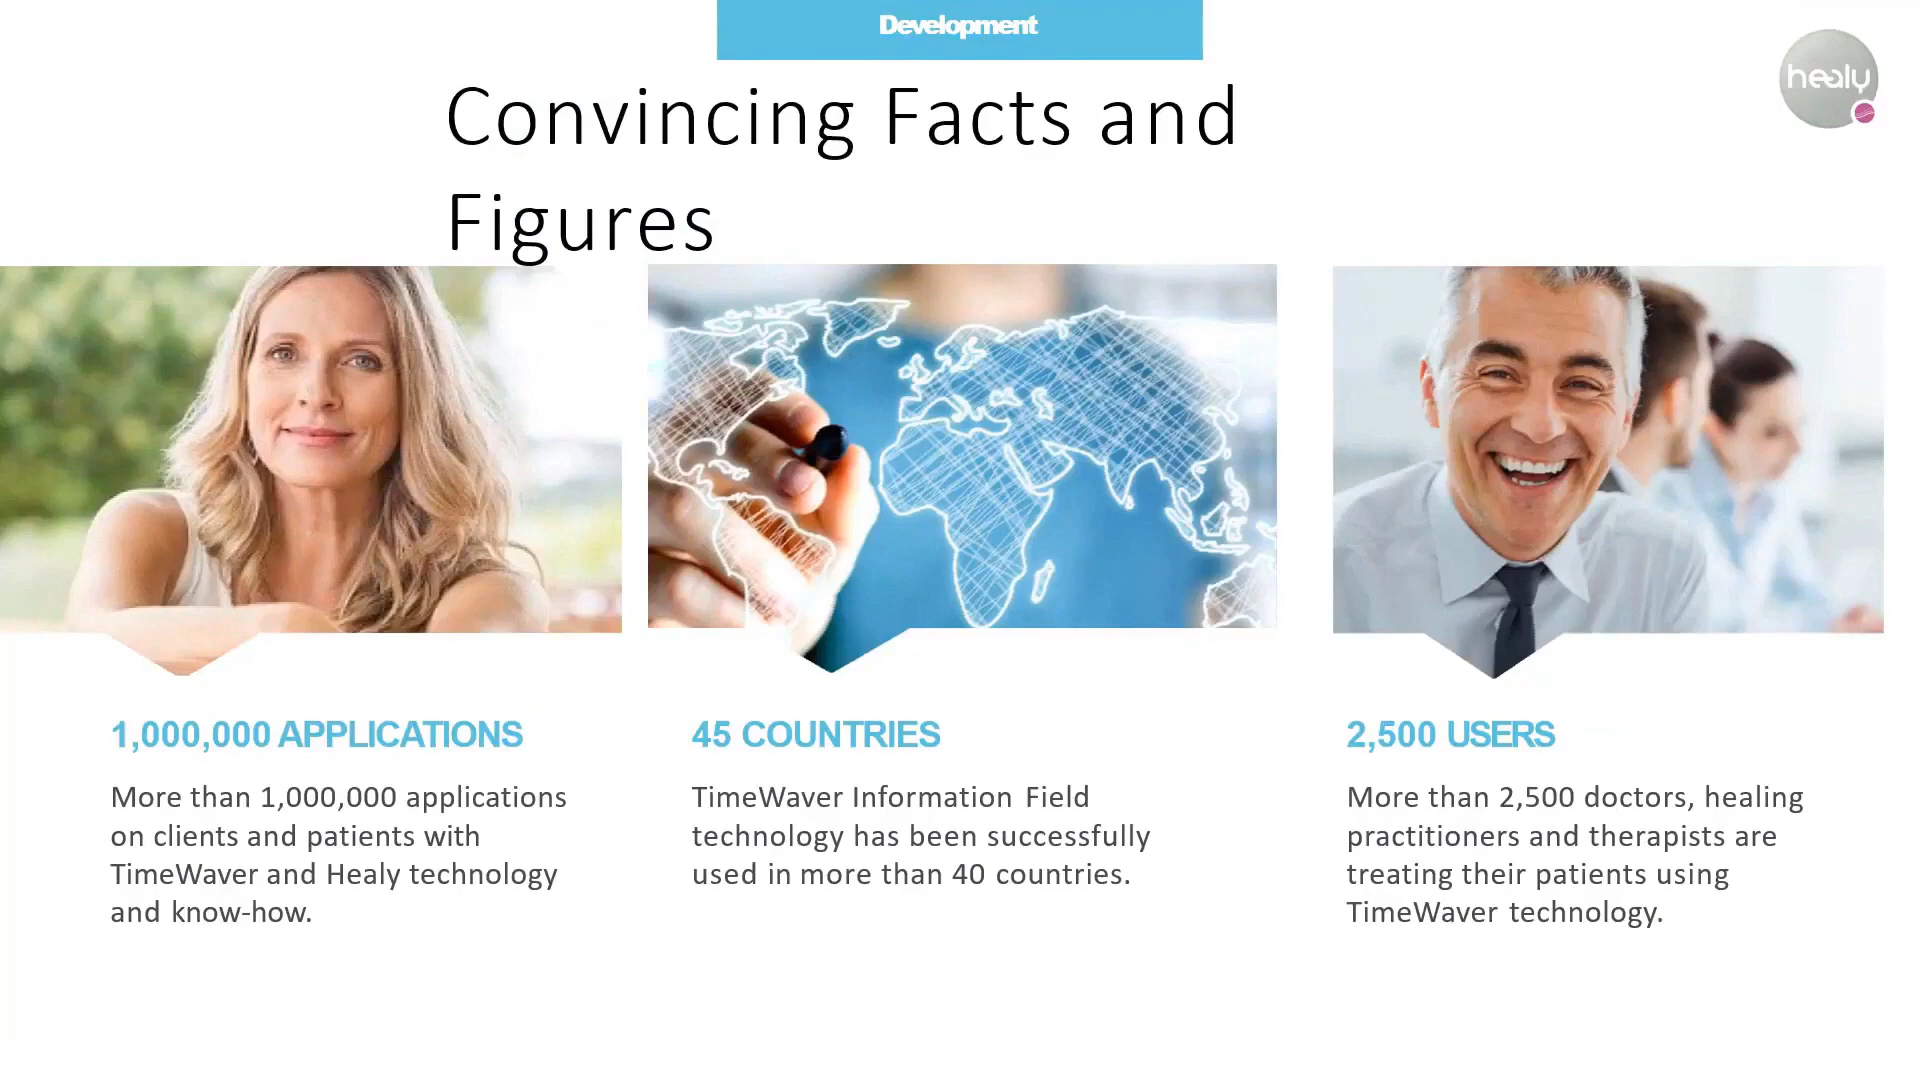 Development
healy
Convincing Facts and
Figures
1,000,000 APPLICATIONS
More than 1,000,000 applications
on clients and patients with
TimeWaver and Healy technology
and know-how.
45 COUNTRIES
TimeWaver Information Field
technology has been successfully
used in more than 40 countries.
2,500 USERS
More than 2,500 doctors, healing
practitioners and therapists are
treating their patients using
TimeWaver technology.